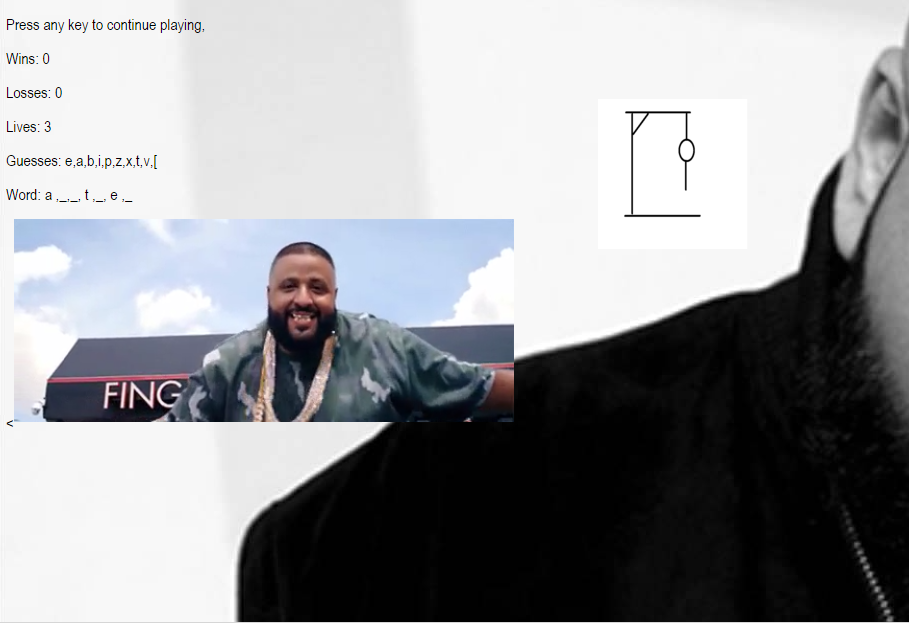 Press any key to continue playing,
Wins: 0
Losses: 0
Lives: 3
Guesses: e,a,b,i,p,z,x,t,v,[
Word: a ,_,_, t ,_, e ,_
FING
<